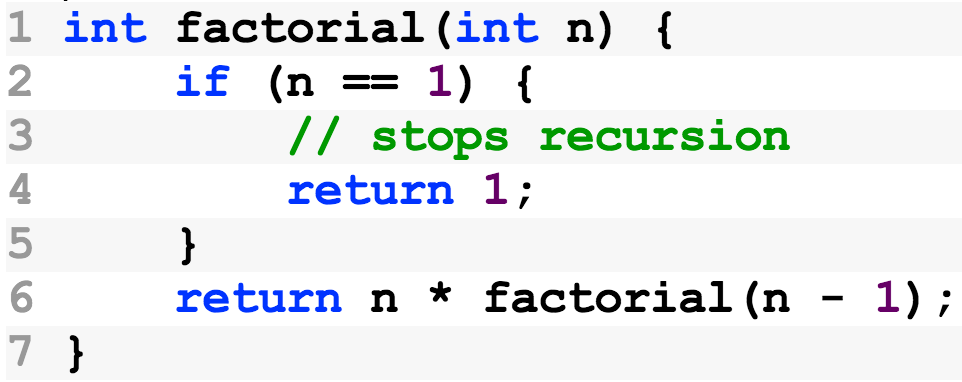 1 int factorial(int n) {
2     if (n == 1) {
3         // stops recursion
4         return 1;
5     }
6     return n * factorial(n - 1);
7 }